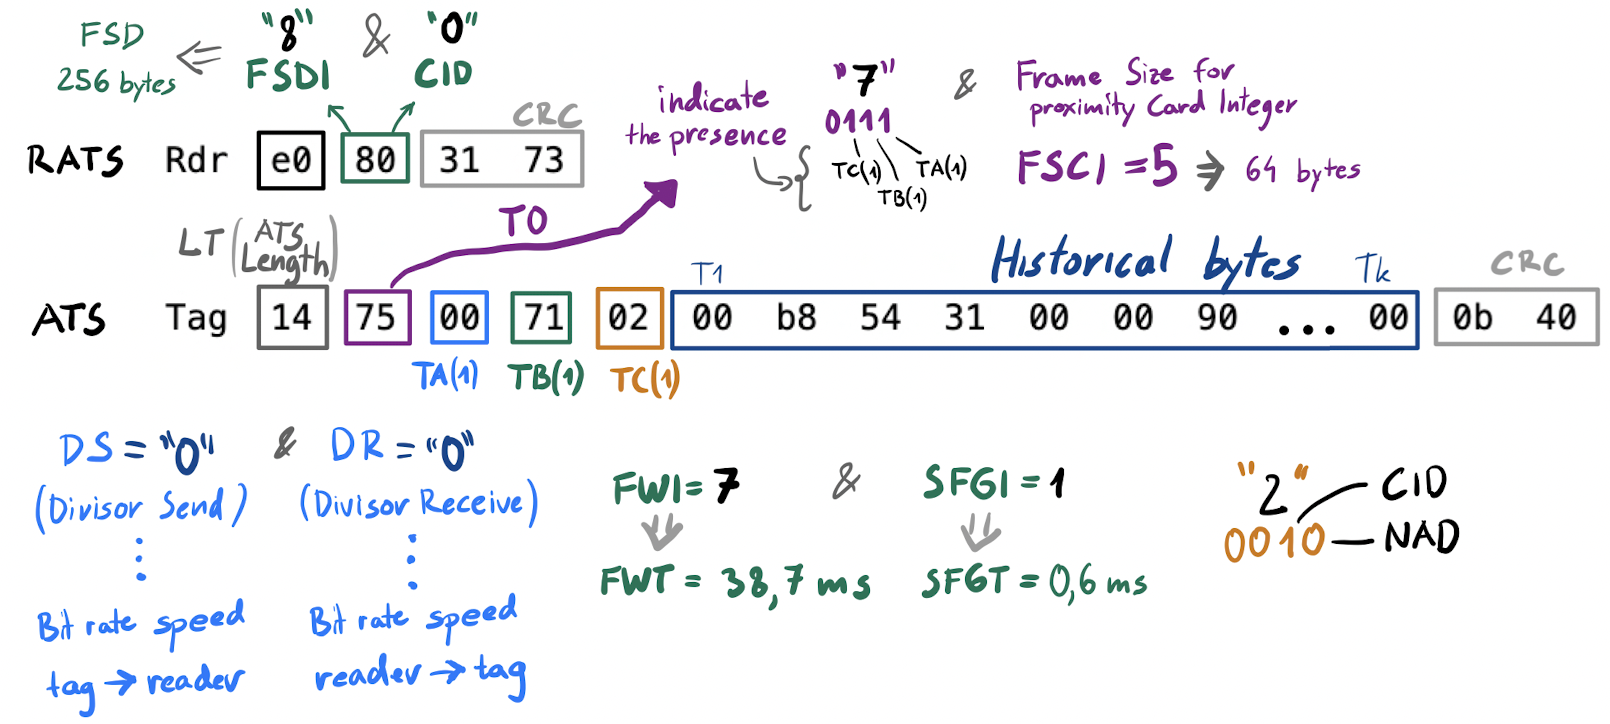 FSD
256 bytes
"8" & "0"
FSDI CID
RATS Rdr e0 80 31 73
CRC
indicate
the presence
"7"
0111
TC(1) TA(1)
TB(1)
& Frame Size for
proximity Card Integer
FSCI = 5 ⇒ 64 bytes
T0
LT (ATS
Length)
T1 Historical bytes Tk CRC
ATS Tag 14 75 00 71 02 00 b8 54 31 00 00 90 ... 00 0b 40
TA(1) TB(1) TC(1)
DS = "0" & DR = "0"
(Divisor Send) (Divisor Receive)
Bit rate speed
tag → reader
Bit rate speed
reader → tag
FWI = 7 & SFGI = 1
FWT = 38,7 ms SFGT = 0,6 ms
"2"
0010
CID
NAD